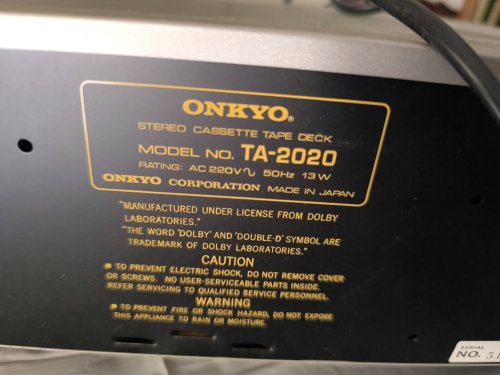 ONKYO®
STEREO CASSETTE TAPE DECK
MODEL NO. TA-2020
RATING: AC 220V∿ 50Hz 13W
ONKYO CORPORATION MADE IN JAPAN
"MANUFACTURED UNDER LICENSE FROM DOLBY
LABORATORIES."
"THE WORD 'DOLBY' AND 'DOUBLE-D' SYMBOL ARE
TRADEMARK OF DOLBY LABORATORIES."
CAUTION
■ TO PREVENT ELECTRIC SHOCK, DO NOT REMOVE COVER
OR SCREWS. NO USER-SERVICEABLE PARTS INSIDE.
REFER SERVICING TO QUALIFIED SERVICE PERSONNEL.
WARNING
■ TO PREVENT FIRE OR SHOCK HAZARD, DO NOT EXPOSE
THIS APPLIANCE TO RAIN OR MOISTURE.
SERIAL
NO.